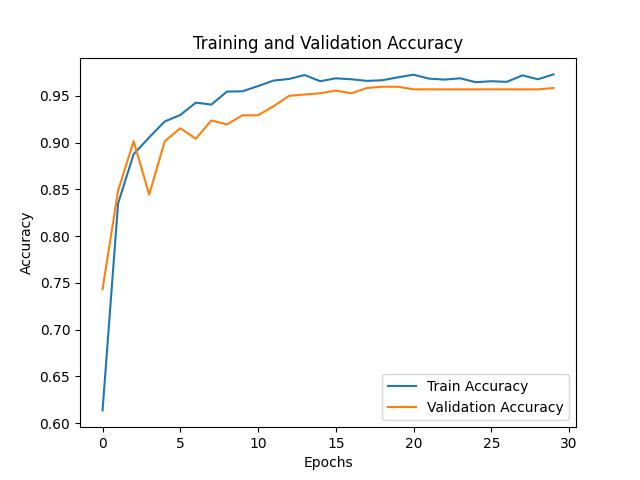 Training and Validation Accuracy
Accuracy
0.95
0.90
0.85
0.80
0.75
0.70
0.65
0.60
Train Accuracy
Validation Accuracy
0 5 10 15 20 25 30
Epochs